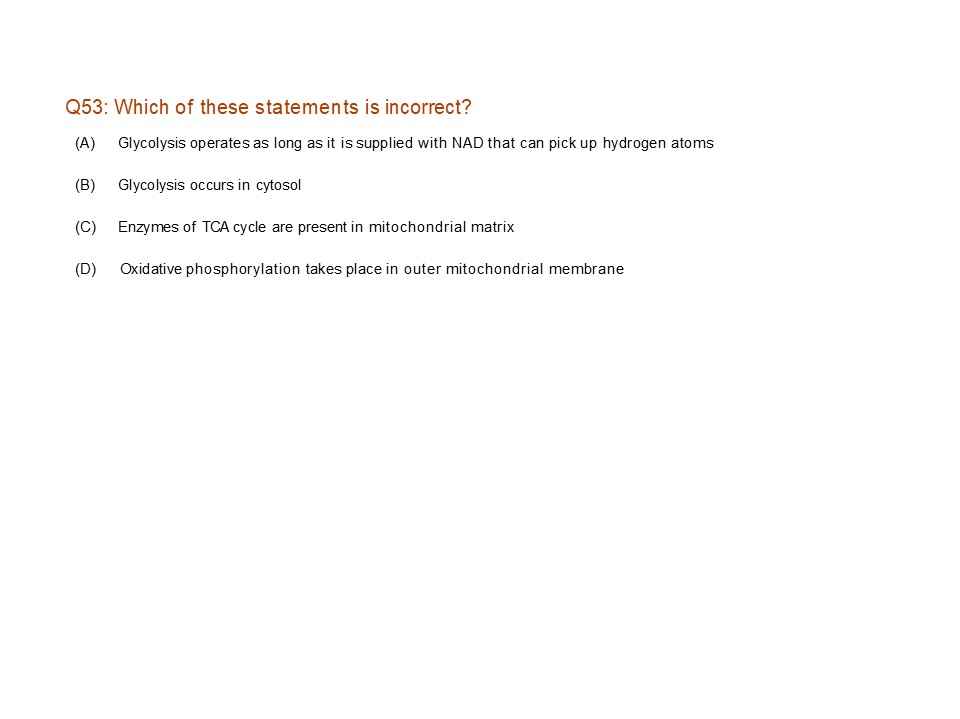 Q53: Which of these statements is incorrect?
(A) Glycolysis operates as long as it is supplied with NAD that can pick up hydrogen atoms
(B) Glycolysis occurs in cytosol
(C) Enzymes of TCA cycle are present in mitochondrial matrix
(D) Oxidative phosphorylation takes place in outer mitochondrial membrane